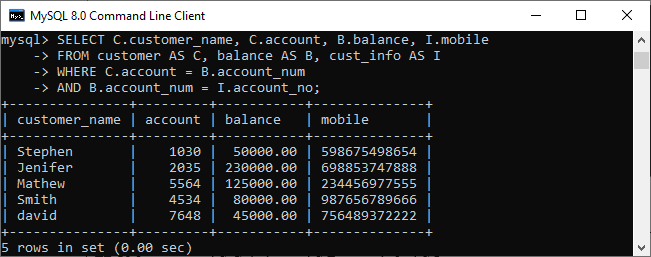 MySQL 8.0 Command Line Client
mysql> SELECT C.customer_name, C.account, B.balance, I.mobile
    -> FROM customer AS C, balance AS B, cust_info AS I
    -> WHERE C.account = B.account_num
    -> AND B.account_num = I.account_no;
+---------------+---------+-----------+--------------+
| customer_name | account | balance   | mobile       |
+---------------+---------+-----------+--------------+
| Stephen       |    1030 |  50000.00 | 598675498654 |
| Jenifer       |    2035 | 230000.00 | 698853747888 |
| Mathew        |    5564 | 125000.00 | 234456977555 |
| Smith         |    4534 |  80000.00 | 987656789666 |
| david         |    7648 |  45000.00 | 756489372222 |
+---------------+---------+-----------+--------------+
5 rows in set (0.00 sec)